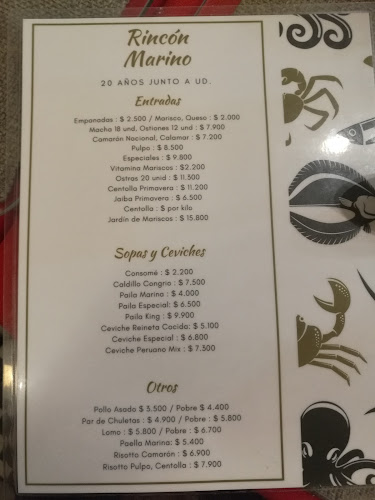 Rincón
Marino
20 AÑOS JUNTO A UD.
Entradas
Empanadas : $ 2.500 / Marisco, Queso : $ 2.000
Macha 18 und, Ostiones 12 und : $ 7.900
Camarón Nacional, Calamar : $ 7.200
Pulpo : $ 8.500
Especiales : $ 9.800
Vitamina Mariscos : $2.200
Ostras 20 unid : $ 11.500
Centolla Primavera : $ 11.200
Jaiba Primavera : $ 6.500
Centolla : $ por kilo
Jardín de Mariscos : $ 15.800
Sopas y Ceviches
Consomé : $ 2.200
Caldillo Congrio : $ 7.500
Paila Marina : $ 4.000
Paila Especial: $ 6.500
Paila King : $ 9.900
Ceviche Reineta Cocida: $ 5.100
Ceviche Especial : $ 6.800
Ceviche Peruano Mix : $ 7.500
Otros
Pollo Asado $ 3.500 / Pobre $ 4.400
Par de Chuletas : $ 4.900 / Pobre : $ 5.800
Lomo : $ 5.800 / Pobre : $ 6.700
Paella Marina: $ 5.400
Risotto Camarón : $ 6.900
Risotto Pulpo, Centolla : $ 7.900